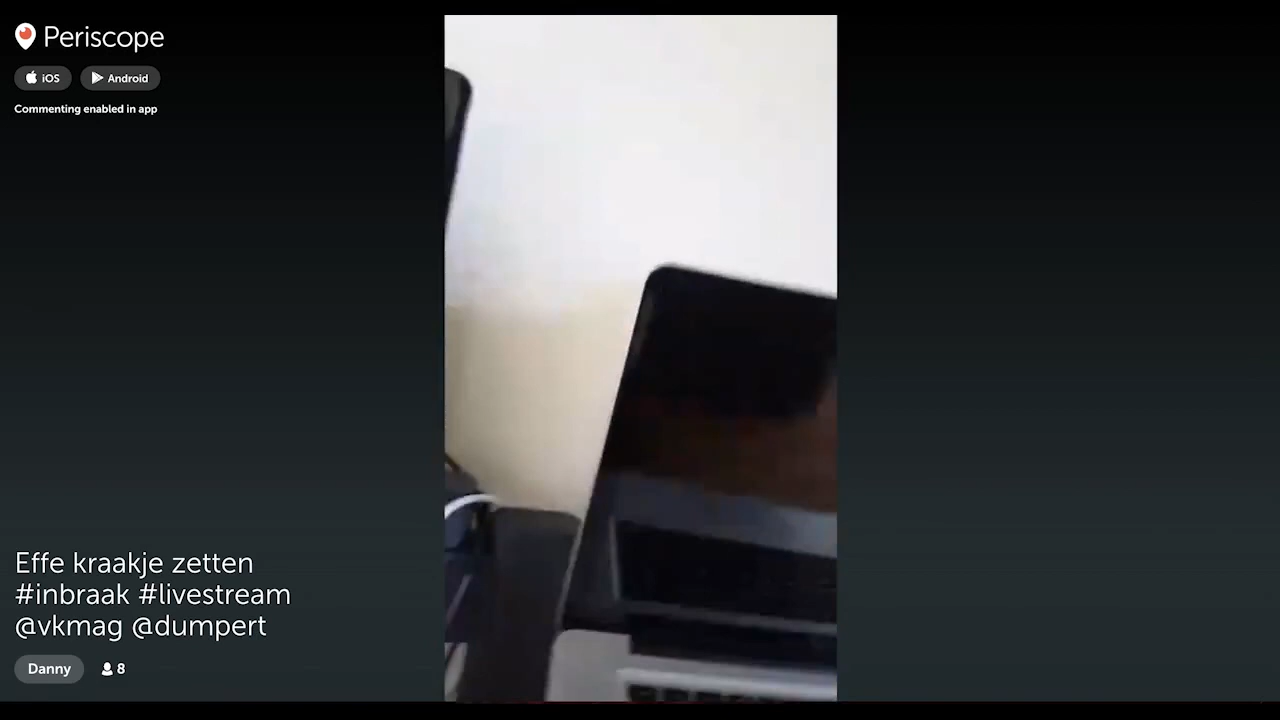 Periscope
iOS
Android
Commenting enabled in app
Effe kraakje zetten
#inbraak #livestream
@vkmag @dumpert
Danny
8